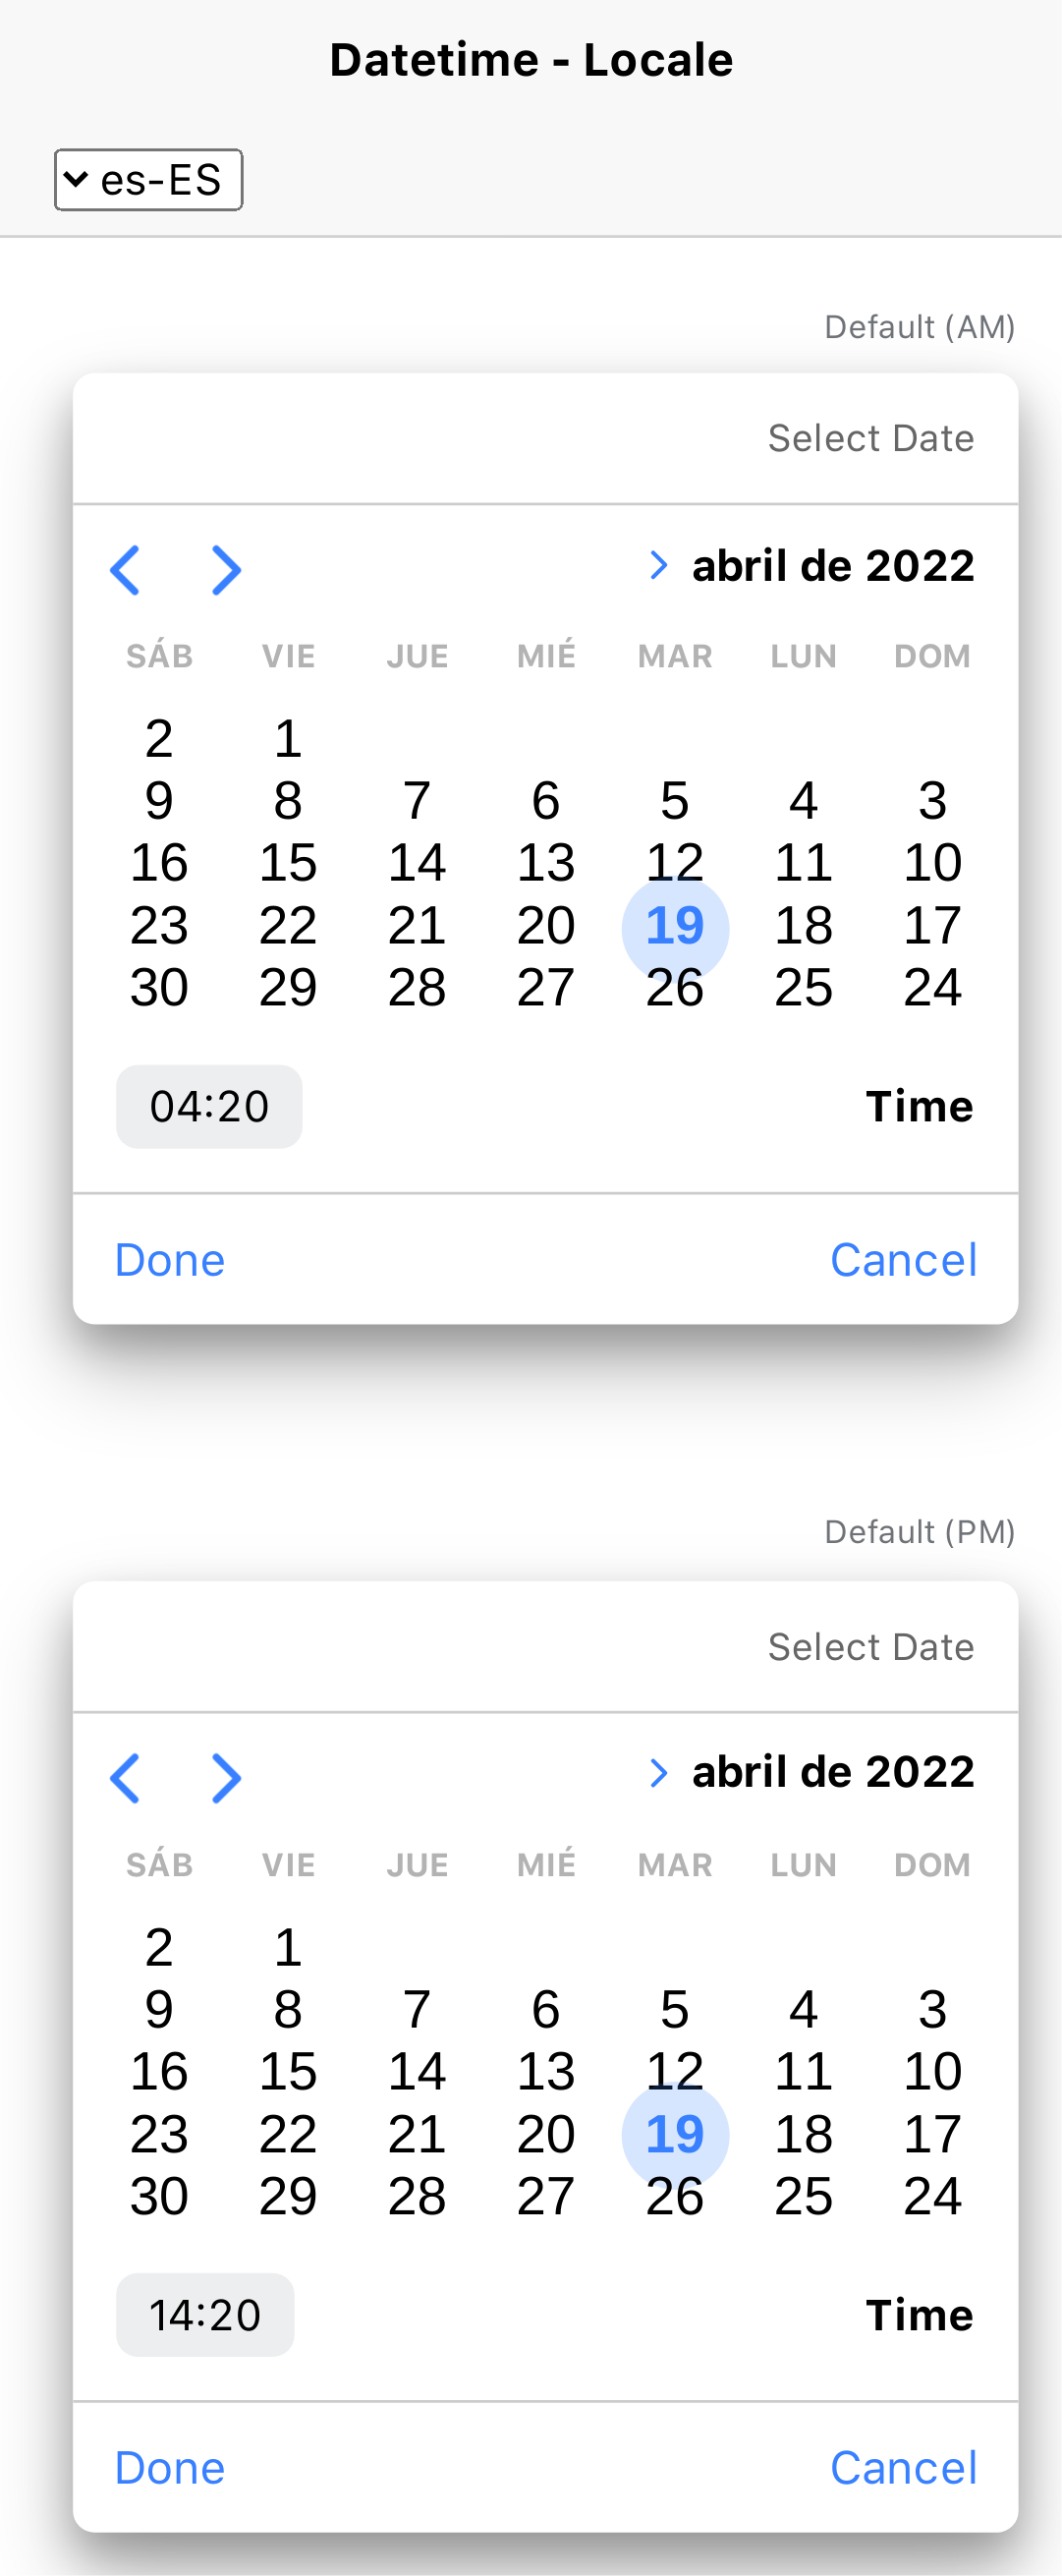 Datetime - Locale
es-ES
Default (AM)
Select Date
abril de 2022
SÁB VIE JUE MIÉ MAR LUN DOM
2 1
9 8 7 6 5 4 3
16 15 14 13 12 11 10
23 22 21 20 19 18 17
30 29 28 27 26 25 24
04:20 Time
Done Cancel
Default (PM)
Select Date
abril de 2022
SÁB VIE JUE MIÉ MAR LUN DOM
2 1
9 8 7 6 5 4 3
16 15 14 13 12 11 10
23 22 21 20 19 18 17
30 29 28 27 26 25 24
14:20 Time
Done Cancel